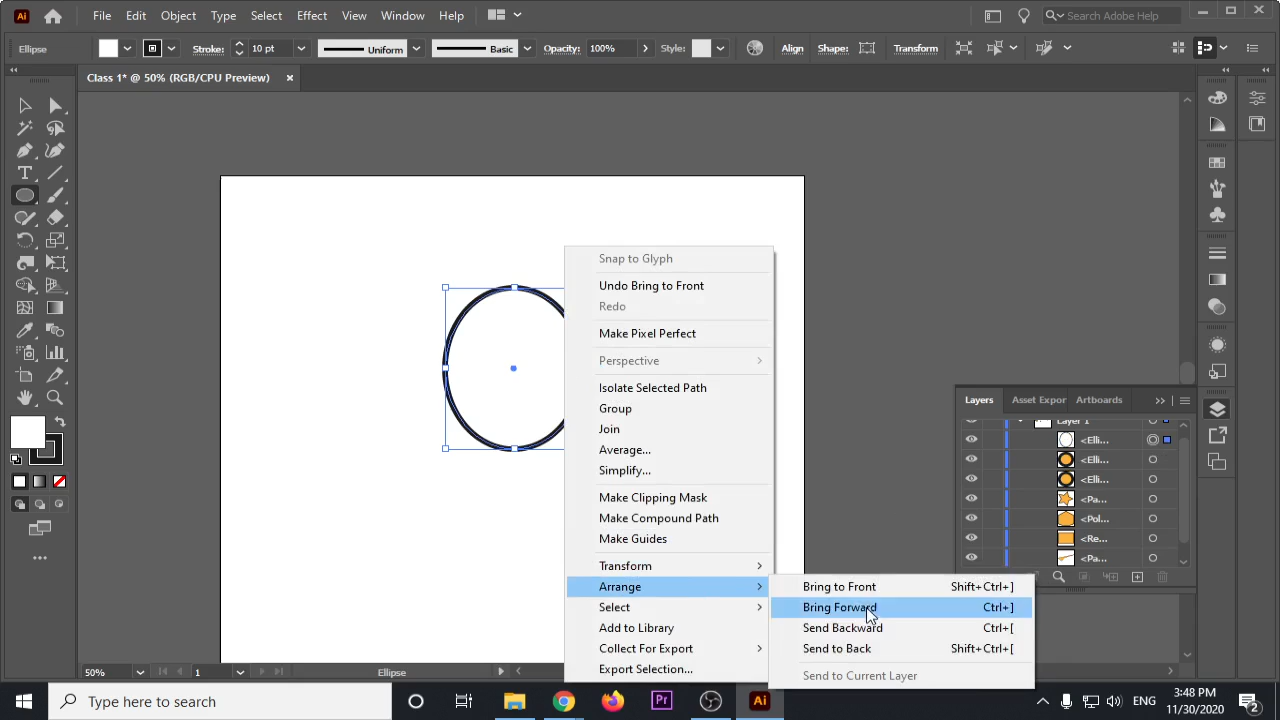 Ai File Edit Object Type Select Effect View Window Help Search Adobe Help
Ellipse Stroke: 10 pt Uniform Basic Opacity: 100% Style: Align Shape: Transform
Class 1* @ 50% (RGB/CPU Preview)
Snap to Glyph
Undo Bring to Front
Redo
Make Pixel Perfect
Perspective
Isolate Selected Path
Group
Join
Average...
Simplify...
Make Clipping Mask
Make Compound Path
Make Guides
Transform
Arrange
Select
Add to Library
Collect For Export
Export Selection...
Bring to Front Shift+Ctrl+]
Bring Forward Ctrl+]
Send Backward Ctrl+[
Send to Back Shift+Ctrl+[
Send to Current Layer
Layers Asset Expor Artboards
Layer 1
<Elli...
<Elli...
<Elli...
<Pa...
<Pol...
<Re...
<Pa...
50% 1 Ellipse
Type here to search
Pr Ai
ENG
3:48 PM
11/30/2020
2